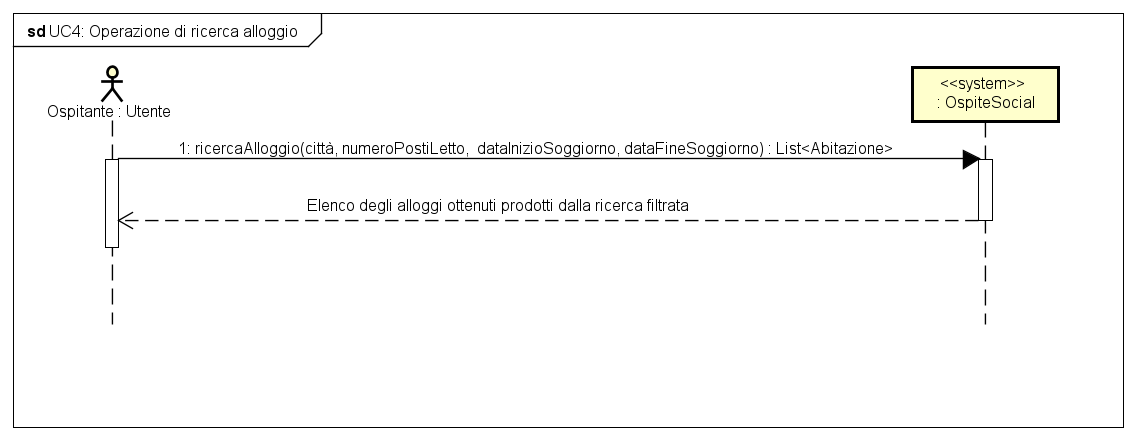 sd UC4: Operazione di ricerca alloggio
Ospitante : Utente
<<system>>
: OspiteSocial
1: ricercaAlloggio(città, numeroPostiLetto, dataInizioSoggiorno, dataFineSoggiorno) : List<Abitazione>
Elenco degli alloggi ottenuti prodotti dalla ricerca filtrata